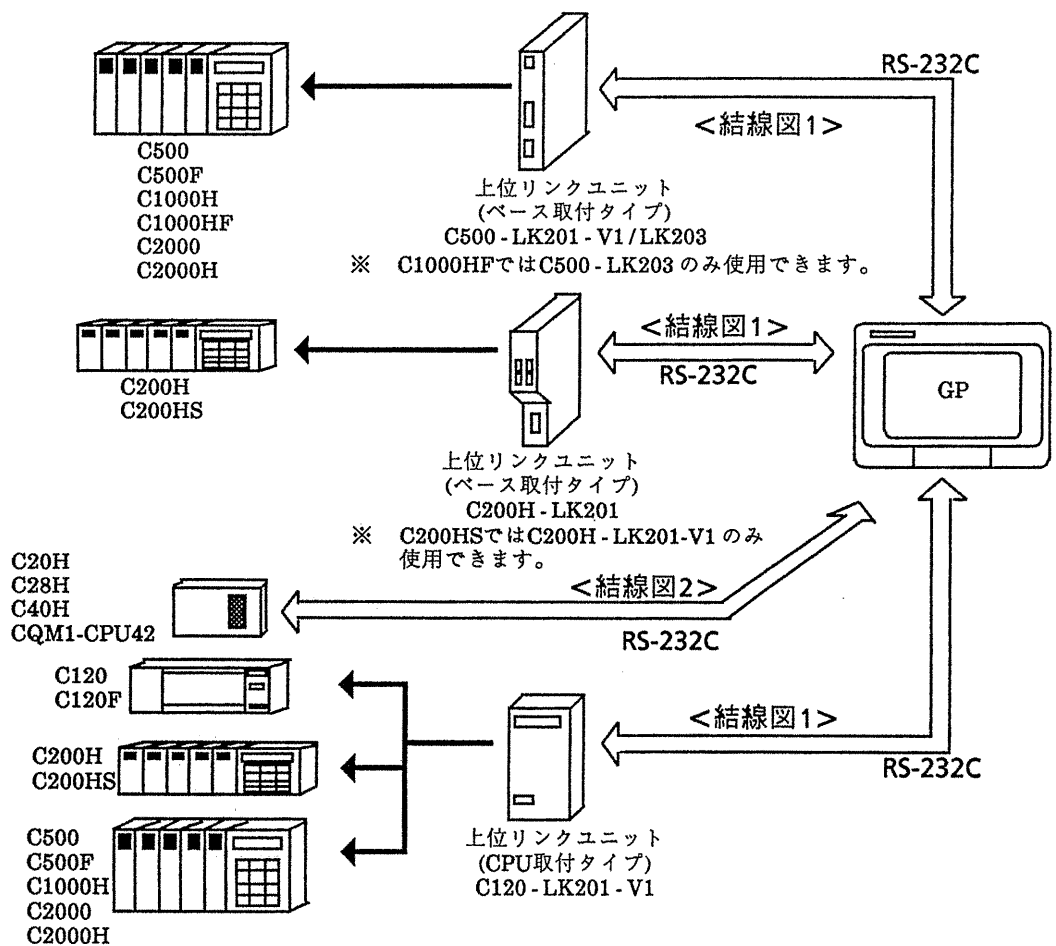 RS-232C
<結線図1>
C500
C500F
C1000H
C1000HF
C2000
C2000H
上位リンクユニット
(ベース取付タイプ)
C500-LK201-V1/LK203
※ C1000HFではC500-LK203のみ使用できます。
<結線図1>
RS-232C
GP
C200H
C200HS
上位リンクユニット
(ベース取付タイプ)
C200H-LK201
※ C200HSではC200H-LK201-V1のみ
使用できます。
C20H
C28H
C40H
CQM1-CPU42
<結線図2>
RS-232C
C120
C120F
<結線図1>
RS-232C
C200H
C200HS
上位リンクユニット
(CPU取付タイプ)
C120-LK201-V1
C500
C500F
C1000H
C2000
C2000H